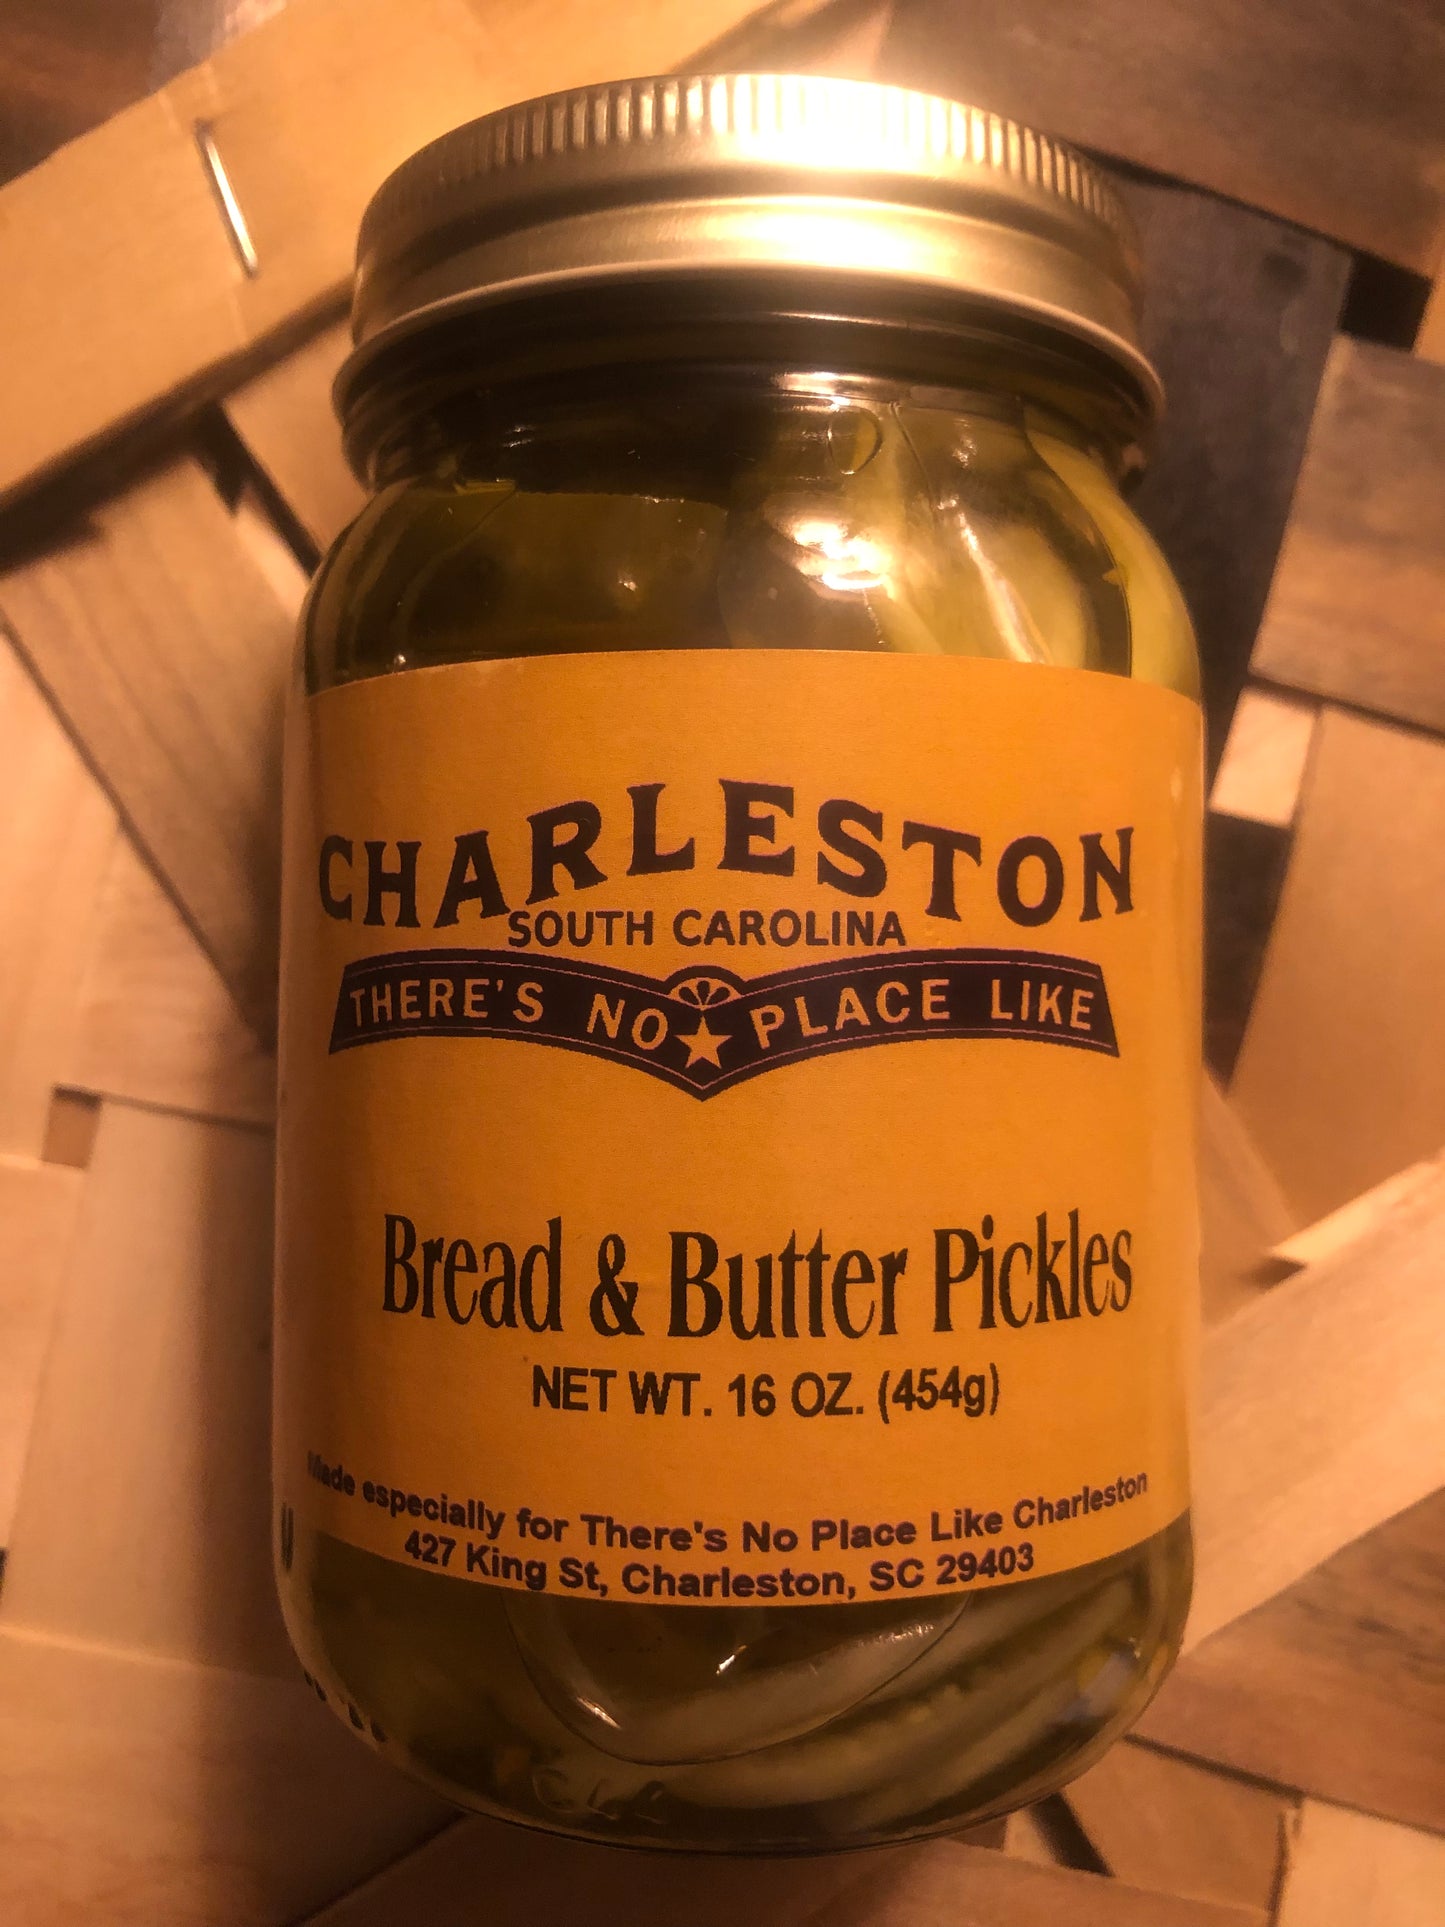 CHARLESTON
SOUTH CAROLINA
THERE'S NO PLACE LIKE
Bread & Butter Pickles
NET WT. 16 OZ. (454g)
Made especially for There's No Place Like Charleston
427 King St, Charleston, SC 29403